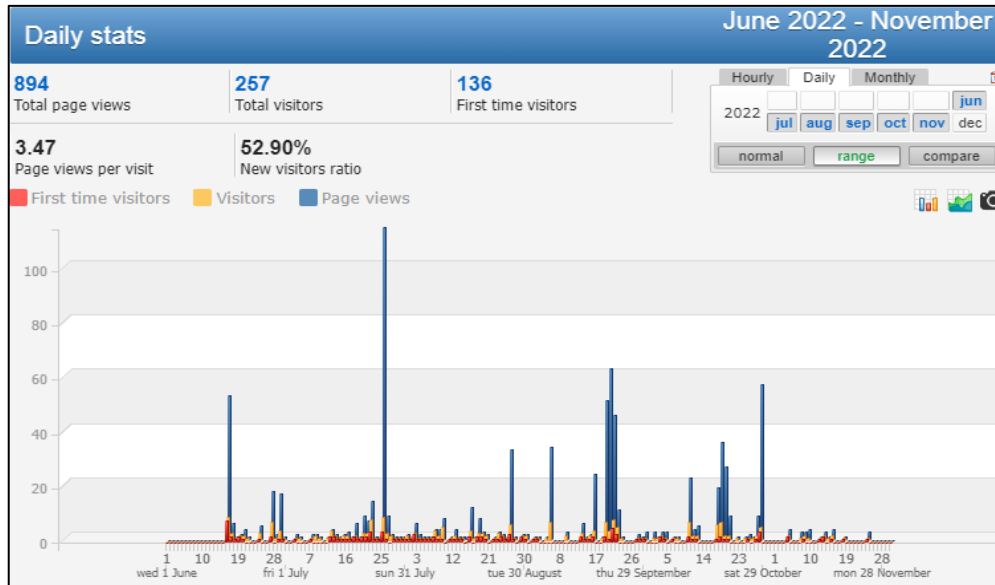 Daily stats
June 2022 - November
2022
894
Total page views
257
Total visitors
136
First time visitors
3.47
Page views per visit
52.90%
New visitors ratio
Hourly Daily Monthly
2022 jun
jul aug sep oct nov dec
normal range compare
First time visitors Visitors Page views
100
80
60
40
20
0
1 10 19 28 7 16 25 3 12 21 30 8 17 26 5 14 23 1 10 19 28
wed 1 June fri 1 July sun 31 July tue 30 August thu 29 September sat 29 October mon 28 November